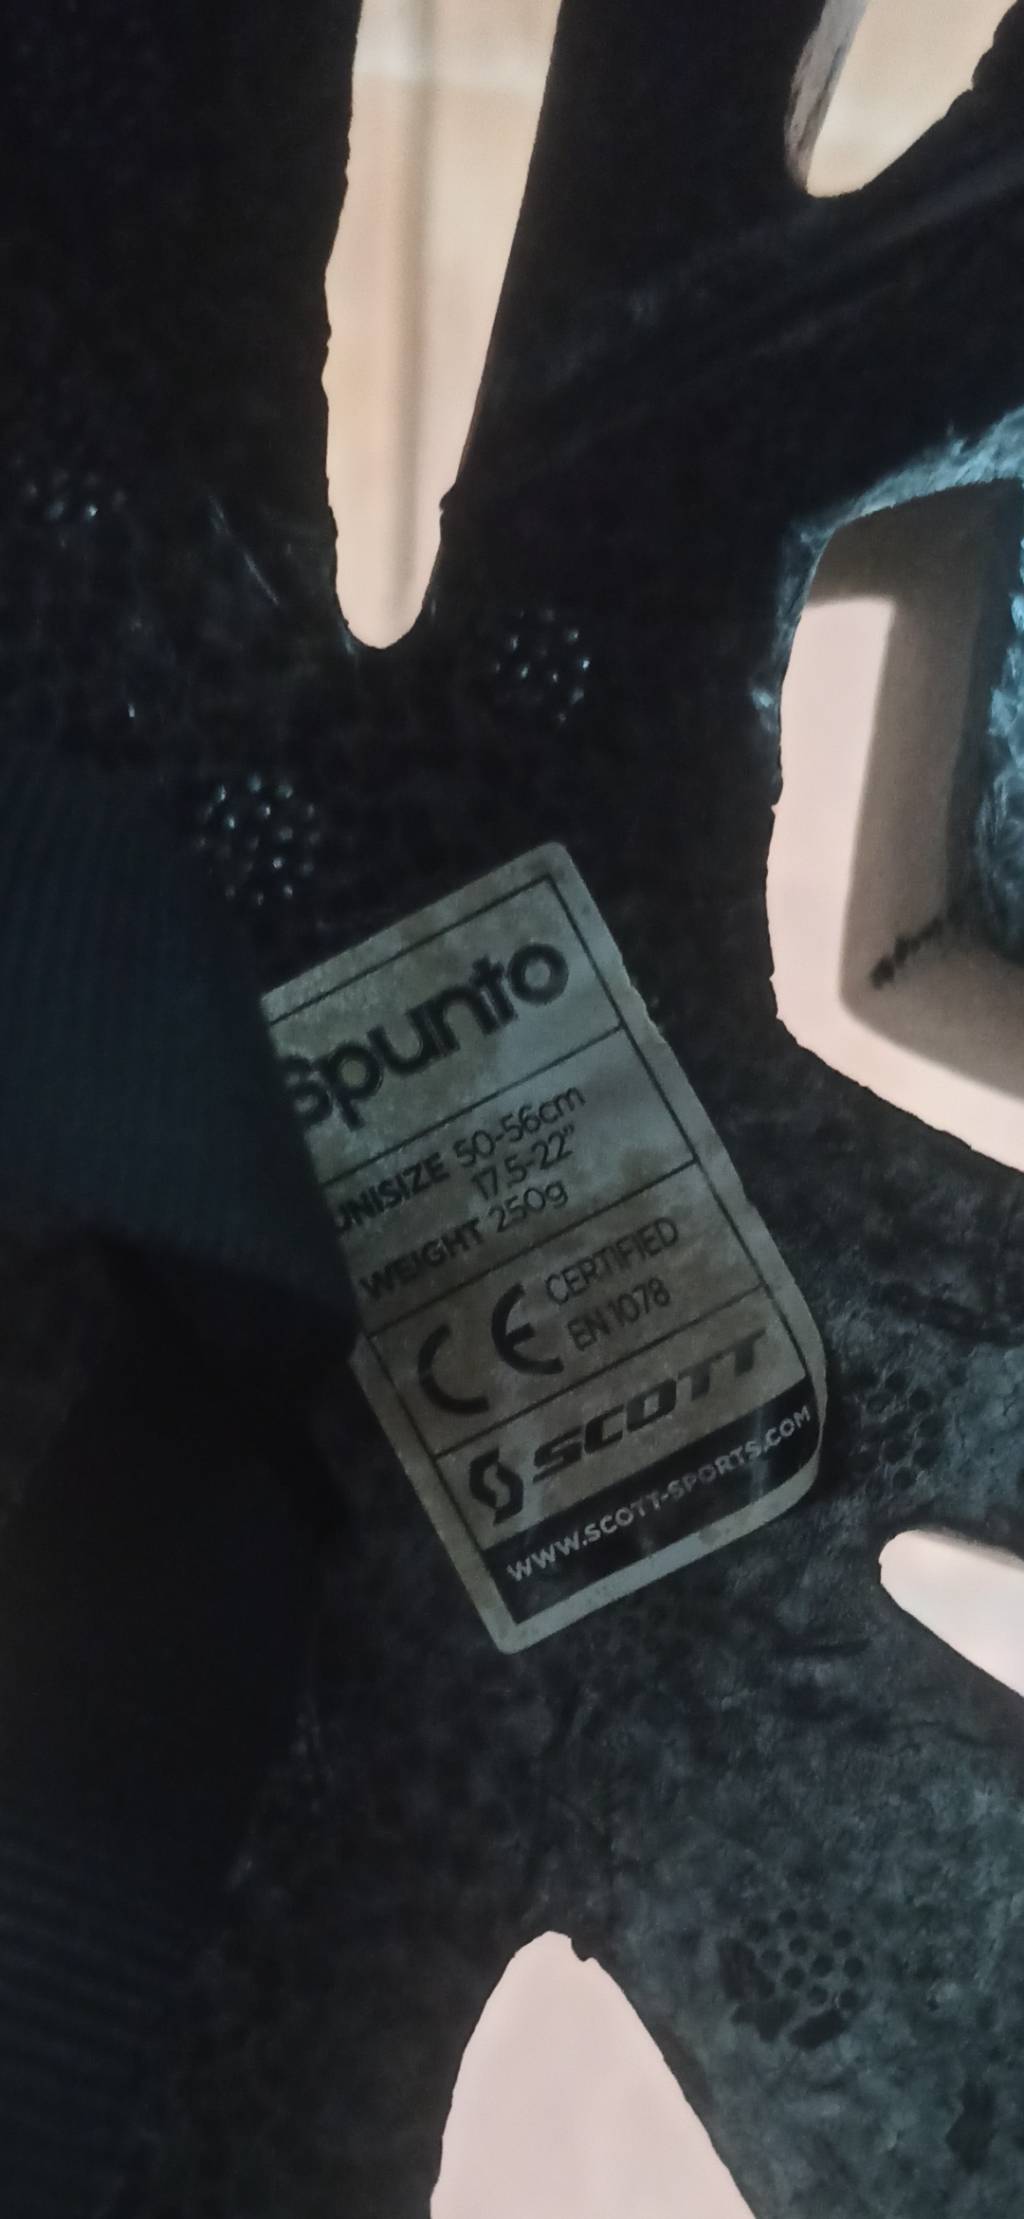 spunto
UNISIZE 50-56cm
17.5-22"
WEIGHT 250g
CE CERTIFIED
EN 1078
SCOTT
WWW.SCOTT-SPORTS.COM